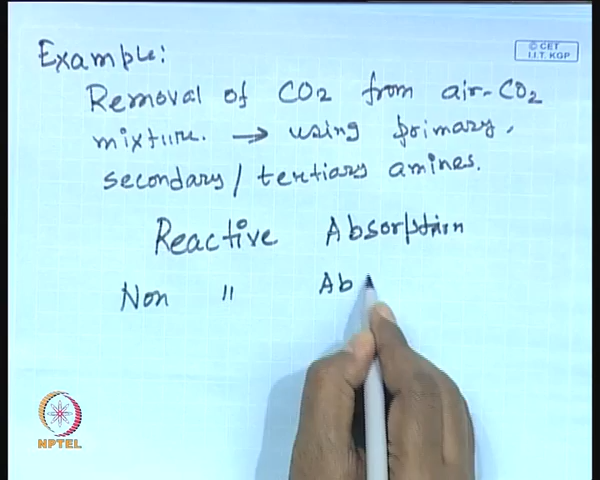 Example:
© CET
I.I.T. KGP
Removal of CO2 from air-CO2
mixture. → using primary,
secondary/tertiary amines.
Reactive Absorption
Non " Ab
NPTEL